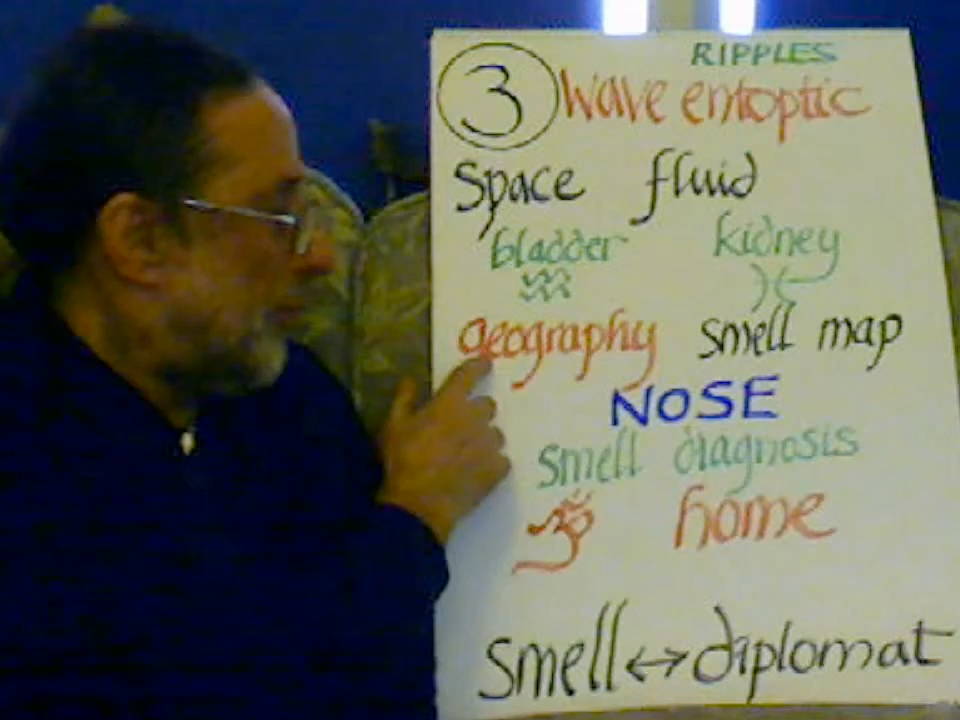 RIPPLES
3 Wave entoptic
Space fluid
bladder kidney
geography smell map
NOSE
smell diagnosis
ॐ home
smell ↔ diplomat